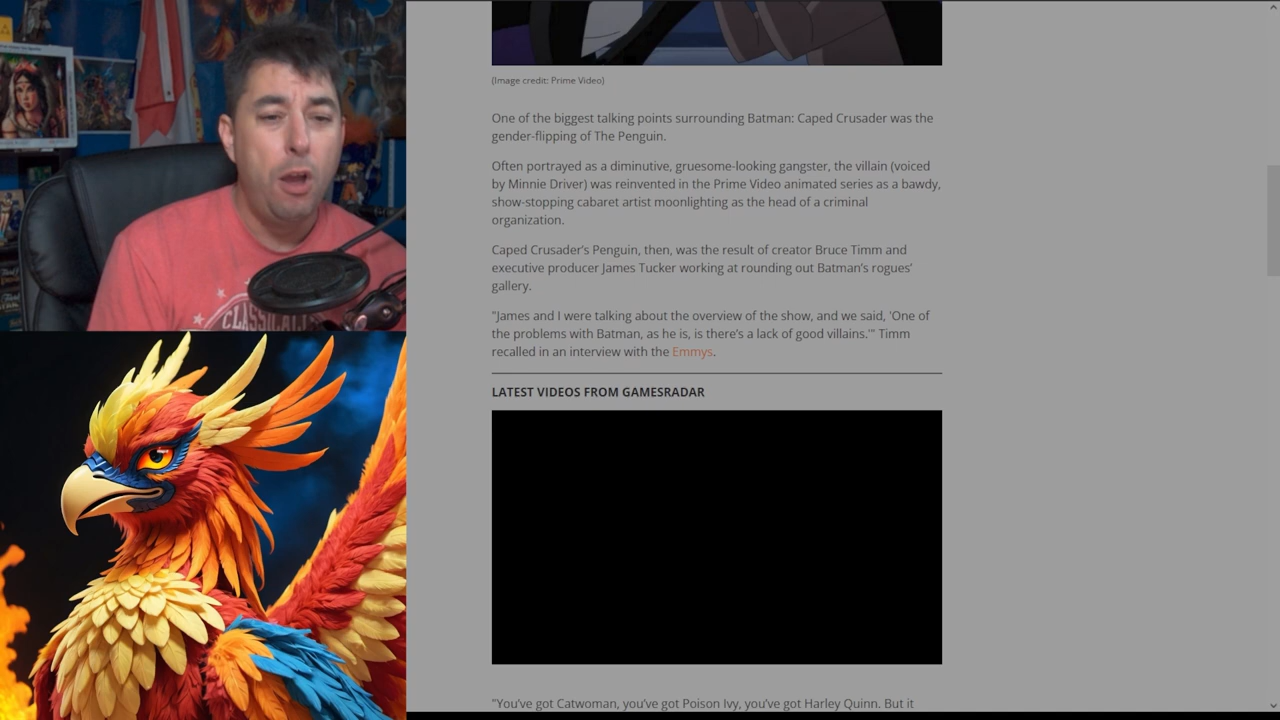 CLASSICALL
(Image credit: Prime Video)
One of the biggest talking points surrounding Batman: Caped Crusader was the
gender-flipping of The Penguin.
Often portrayed as a diminutive, gruesome-looking gangster, the villain (voiced
by Minnie Driver) was reinvented in the Prime Video animated series as a bawdy,
show-stopping cabaret artist moonlighting as the head of a criminal
organization.
Caped Crusader’s Penguin, then, was the result of creator Bruce Timm and
executive producer James Tucker working at rounding out Batman’s rogues’
gallery.
"James and I were talking about the overview of the show, and we said, 'One of
the problems with Batman, as he is, is there’s a lack of good villains.'" Timm
recalled in an interview with the Emmys.
LATEST VIDEOS FROM GAMESRADAR
"You’ve got Catwoman, you’ve got Poison Ivy, you’ve got Harley Quinn. But it